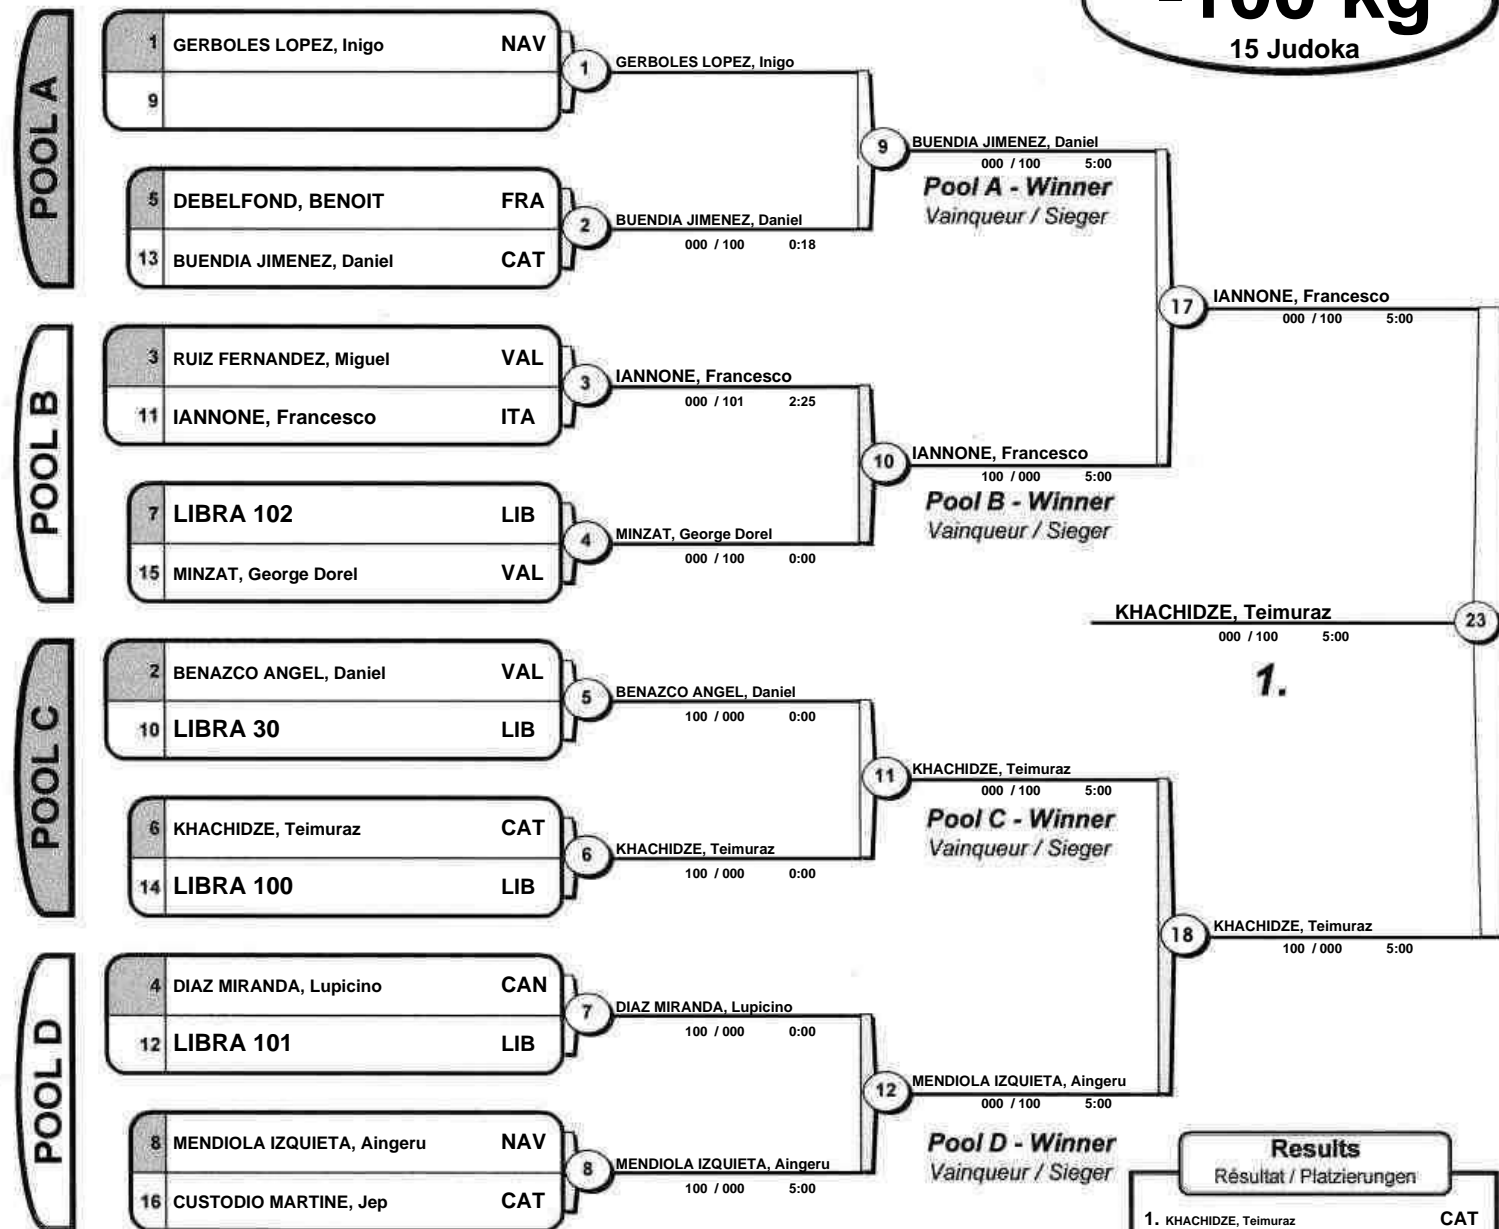 -100 kg
15 Judoka
POOL A
1 GERBOLES LOPEZ, Inigo NAV
9
1 GERBOLES LOPEZ, Inigo
5 DEBELFOND, BENOIT FRA
13 BUENDIA JIMENEZ, Daniel CAT
2 BUENDIA JIMENEZ, Daniel
000 / 100 0:18
9 BUENDIA JIMENEZ, Daniel
000 / 100 5:00
Pool A - Winner
Vainqueur / Sieger
POOL B
3 RUIZ FERNANDEZ, Miguel VAL
11 IANNONE, Francesco ITA
3 IANNONE, Francesco
000 / 101 2:25
7 LIBRA 102 LIB
15 MINZAT, George Dorel VAL
4 MINZAT, George Dorel
000 / 100 0:00
10 IANNONE, Francesco
100 / 000 5:00
Pool B - Winner
Vainqueur / Sieger
17 IANNONE, Francesco
000 / 100 5:00
KHACHIDZE, Teimuraz 23
000 / 100 5:00
1.
POOL C
2 BENAZCO ANGEL, Daniel VAL
10 LIBRA 30 LIB
5 BENAZCO ANGEL, Daniel
100 / 000 0:00
6 KHACHIDZE, Teimuraz CAT
14 LIBRA 100 LIB
6 KHACHIDZE, Teimuraz
100 / 000 0:00
11 KHACHIDZE, Teimuraz
000 / 100 5:00
Pool C - Winner
Vainqueur / Sieger
POOL D
4 DIAZ MIRANDA, Lupicino CAN
12 LIBRA 101 LIB
7 DIAZ MIRANDA, Lupicino
100 / 000 0:00
8 MENDIOLA IZQUIETA, Aingeru NAV
16 CUSTODIO MARTINE, Jep CAT
8 MENDIOLA IZQUIETA, Aingeru
100 / 000 5:00
12 MENDIOLA IZQUIETA, Aingeru
000 / 100 5:00
Pool D - Winner
Vainqueur / Sieger
18 KHACHIDZE, Teimuraz
100 / 000 5:00
Results
Résultat / Platzierungen
1. KHACHIDZE, Teimuraz CAT